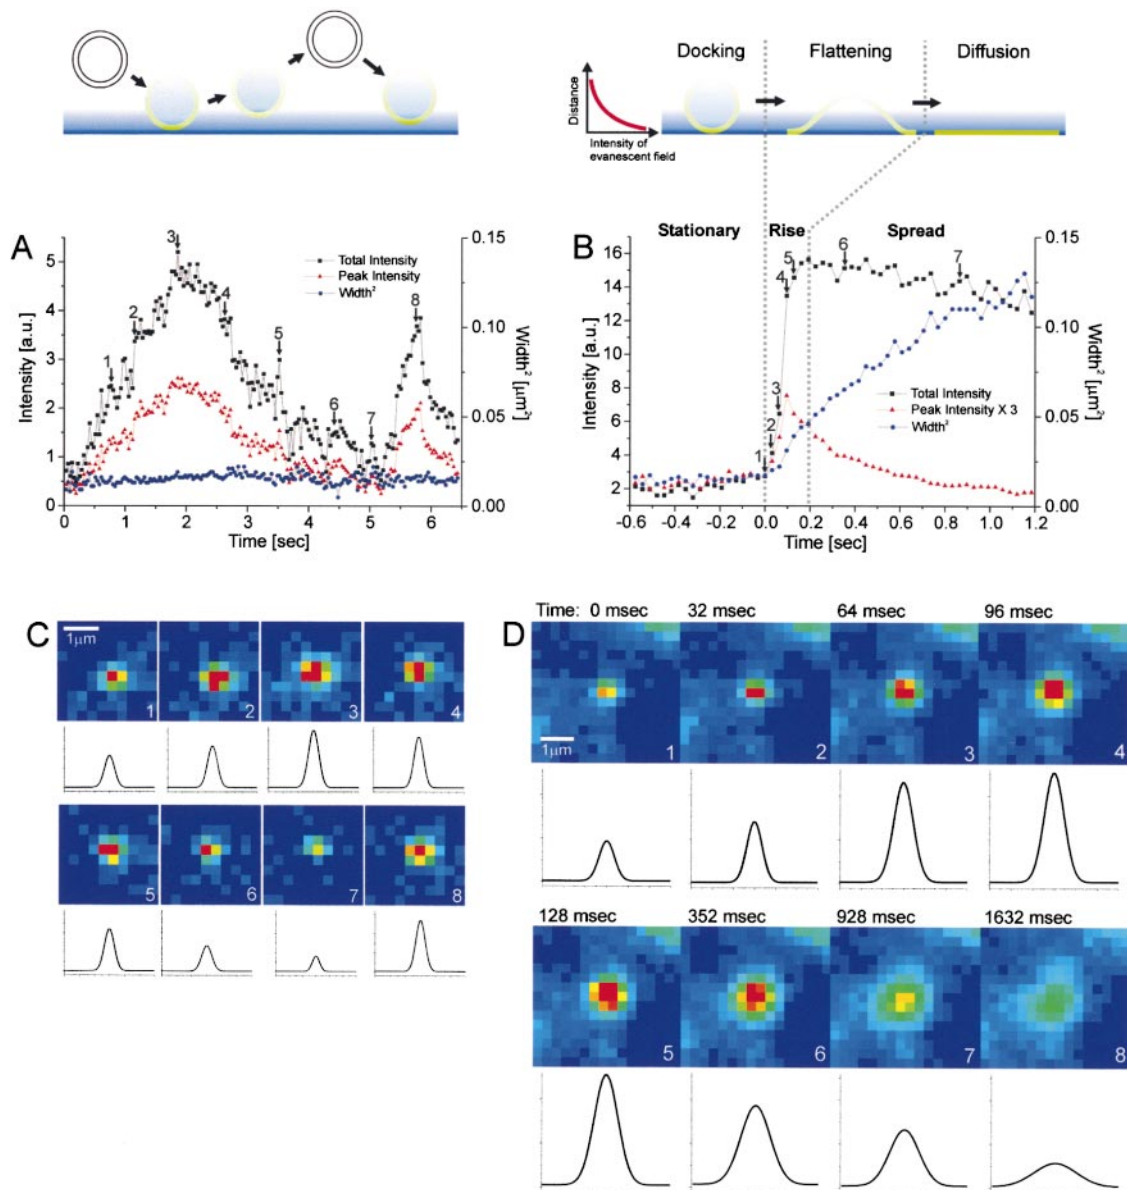 Docking Flattening Diffusion
Distance
Intensity of
evanescent field
A
Intensity [a.u.]
5
4
3
2
1
0
0 1 2 3 4 5 6
Time [sec]
0.15
0.10
0.05
0.00
Width² [µm²]
Total Intensity
Peak Intensity
Width²
1 2 3 4 5 6 7 8
B
Stationary Rise Spread
Intensity [a.u.]
16
14
12
10
8
6
4
2
-0.6 -0.4 -0.2 0.0 0.2 0.4 0.6 0.8 1.0 1.2
Time [sec]
0.15
0.10
0.05
0.00
Width² [µm²]
Total Intensity
Peak Intensity X 3
Width²
1 2 3 4 5 6 7
C
1µm
1 2 3 4
5 6 7 8
D
Time: 0 msec 32 msec 64 msec 96 msec
1µm
1 2 3 4
128 msec 352 msec 928 msec 1632 msec
5 6 7 8